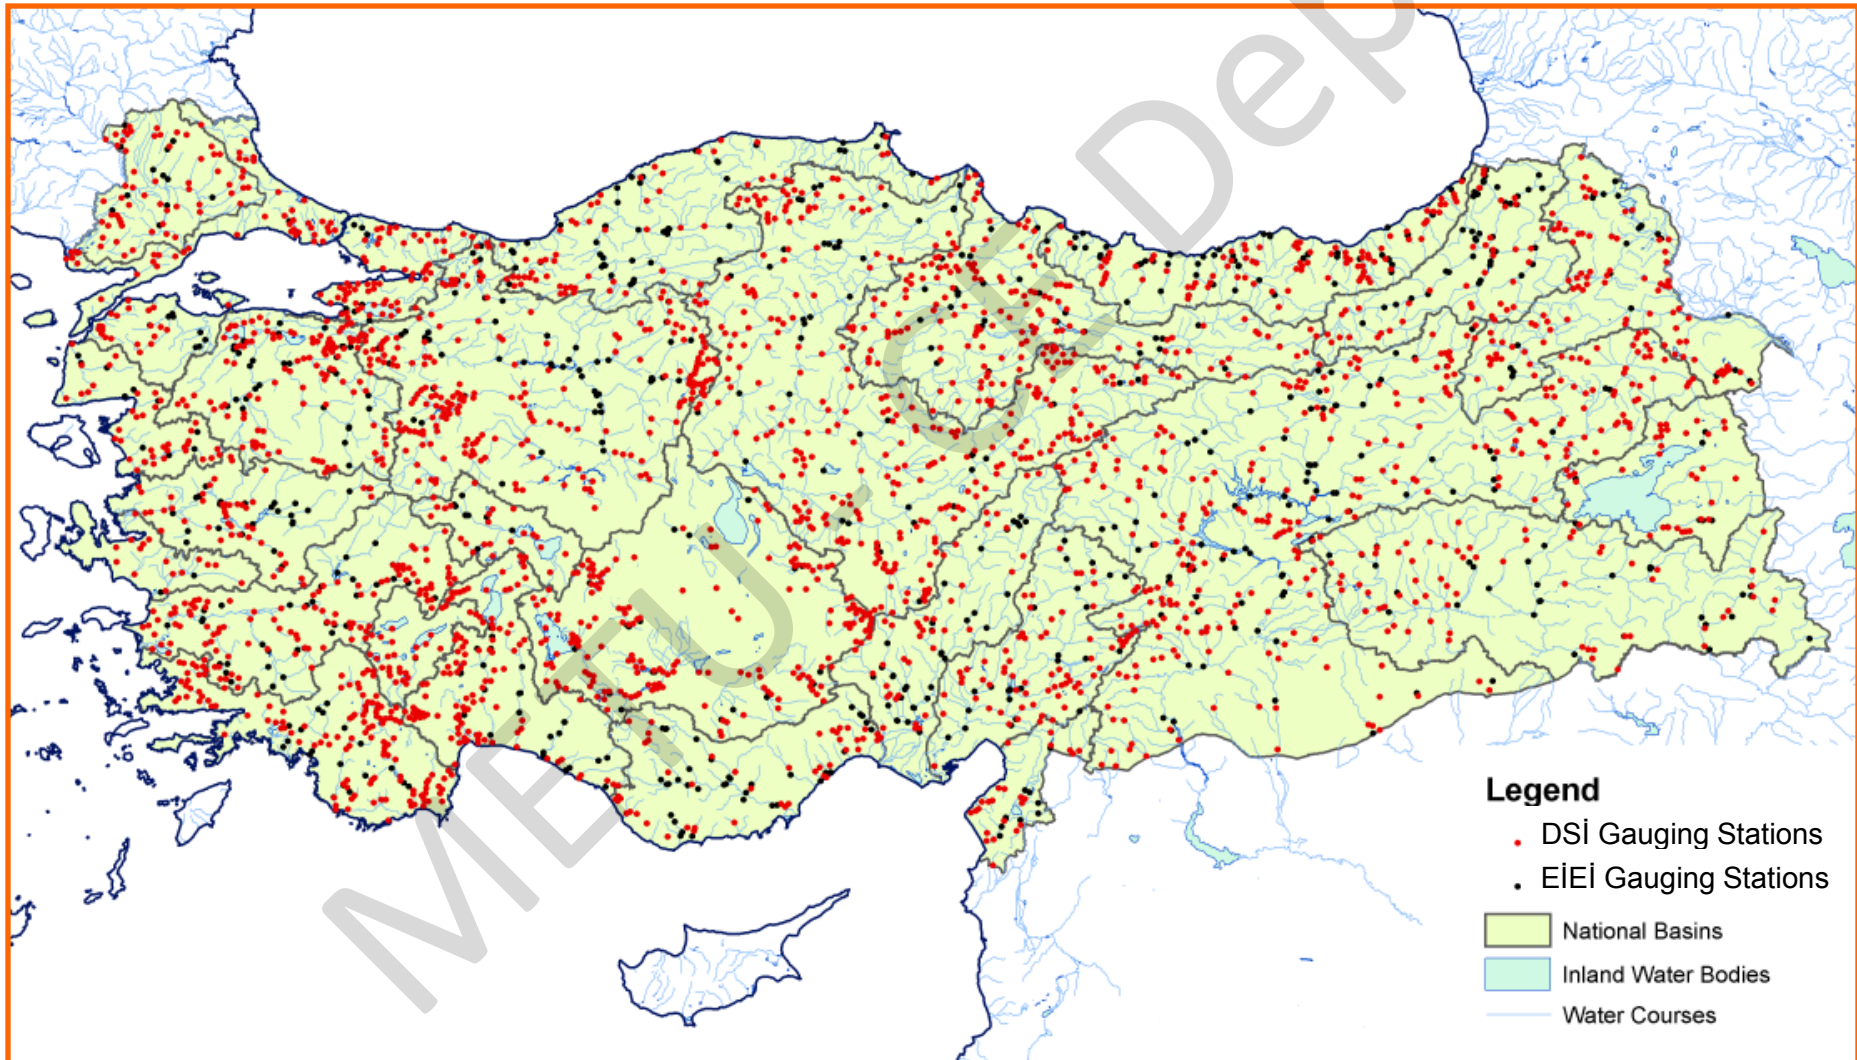 METU - CE Dep
Legend
DSİ Gauging Stations
EİEİ Gauging Stations
National Basins
Inland Water Bodies
Water Courses